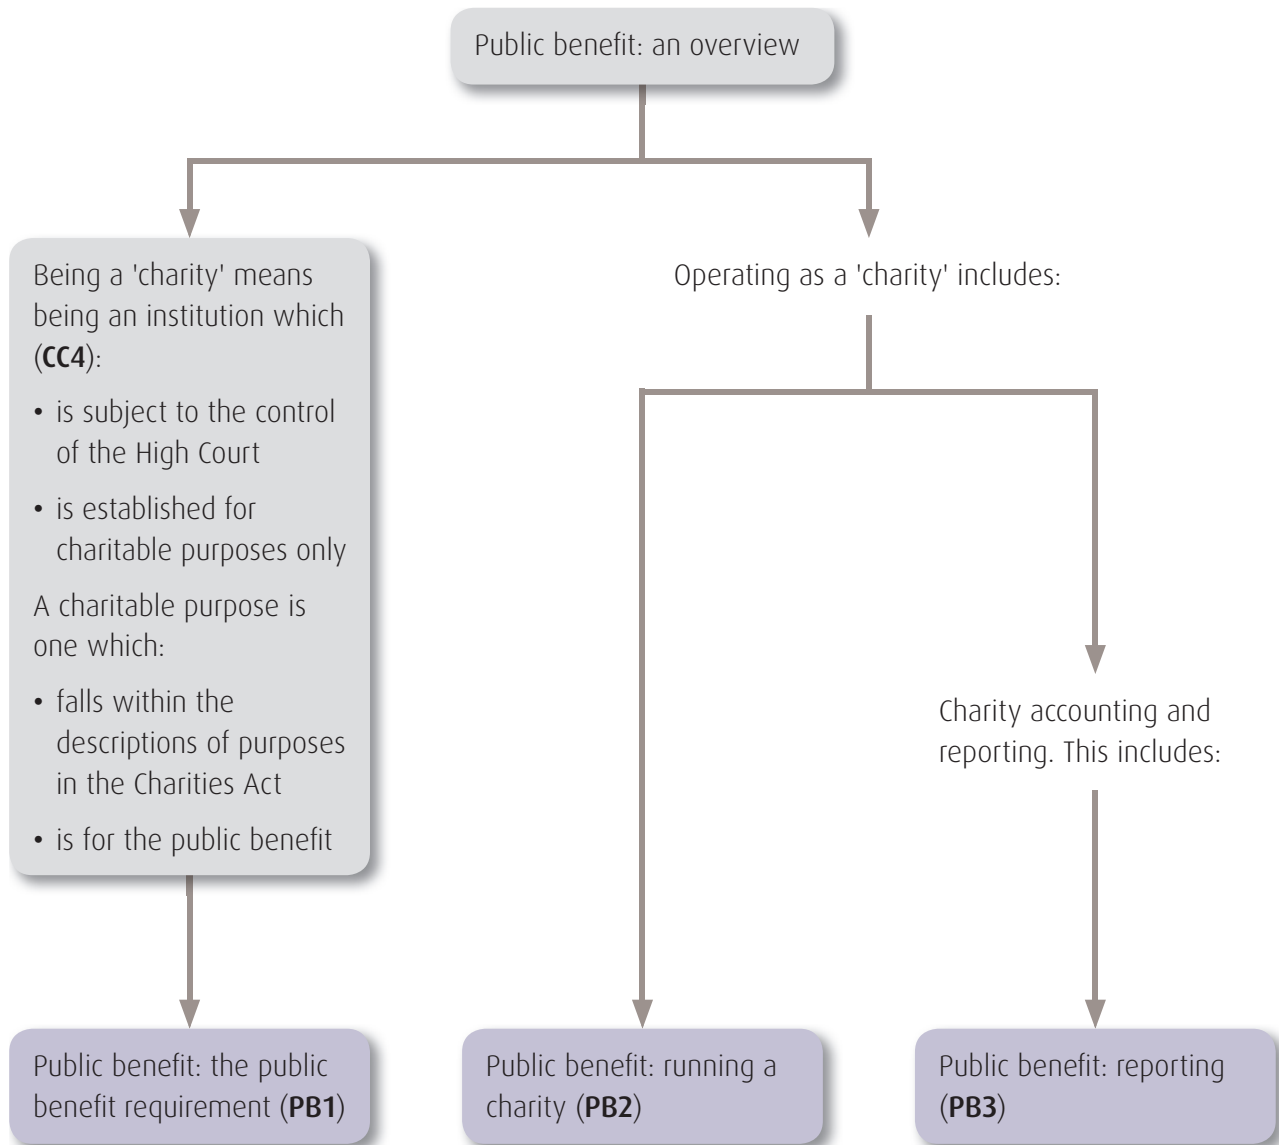 Public benefit: an overview
Being a 'charity' means
being an institution which
(CC4):
• is subject to the control
of the High Court
• is established for
charitable purposes only
A charitable purpose is
one which:
• falls within the
descriptions of purposes
in the Charities Act
• is for the public benefit
Operating as a 'charity' includes:
Charity accounting and
reporting. This includes:
Public benefit: the public
benefit requirement (PB1)
Public benefit: running a
charity (PB2)
Public benefit: reporting
(PB3)